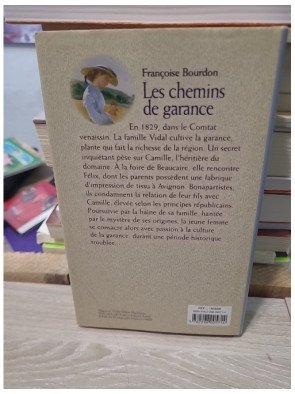 Françoise Bourdon
Les chemins
de garance
En 1829, dans le Comtat
venaissin. La famille Vidal cultive la garance,
plante qui fait la richesse de la région. Un secret
inquiétant pèse sur Camille, l'héritière du
domaine. À la foire de Beaucaire, elle rencontre
Félix, dont les parents possèdent une fabrique
d'impression de tissu à Avignon. Bonapartistes,
ils condamnent la relation de leur fils avec
Camille, élevée selon les principes républicains.
Poursuivie par la haine de sa famille, hantée
par le mystère de ses origines, la jeune femme
se consacre alors avec passion à la culture
de la garance, durant une période historique
troublée.